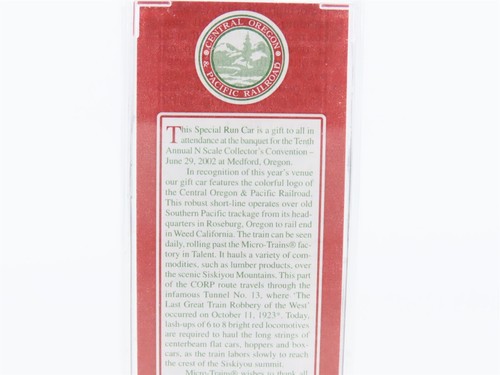 CENTRAL OREGON
& PACIFIC RAILROAD
This Special Run Car is a gift to all in
attendance at the banquet for the Tenth
Annual N Scale Collector's Convention –
June 29, 2002 at Medford, Oregon.
In recognition of this year's venue
our gift car features the colorful logo of
the Central Oregon & Pacific Railroad.
This robust short-line operates over old
Southern Pacific trackage from its head-
quarters in Roseburg, Oregon to rail end
in Weed California. The train can be seen
daily, rolling past the Micro-Trains® fac-
tory in Talent. It hauls a variety of com-
modities, such as lumber products, over
the scenic Siskiyou Mountains. This part
of the CORP route travels through the
infamous Tunnel No. 13, where "The
Last Great Train Robbery of the West"
occurred on October 11, 1923*. Today,
lash-ups of 6 to 8 bright red locomotives
are required to haul the long strings of
centerbeam flat cars, hoppers and box-
cars, as the train labors slowly to reach
the crest of the Siskiyou summit.
Micro-Trains® wishes to thank all